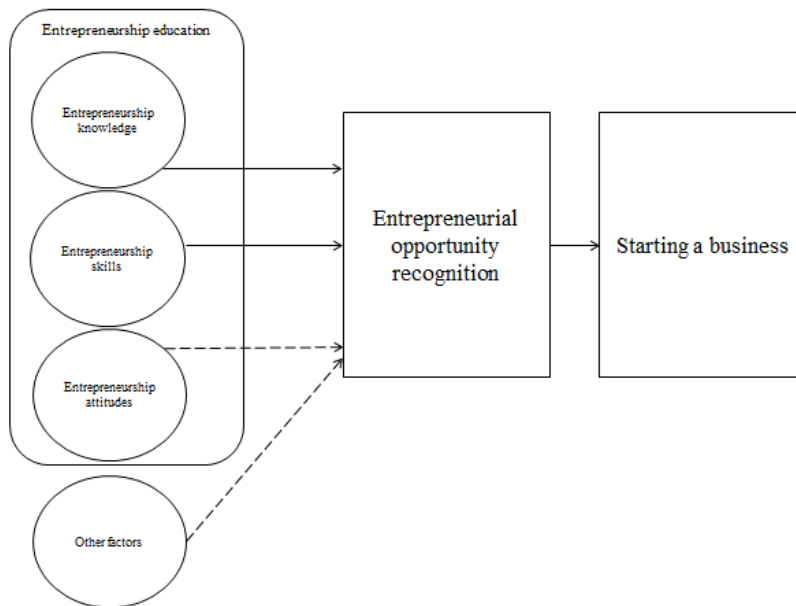 Entrepreneurship education
Entrepreneurship
knowledge
Entrepreneurship
skills
Entrepreneurship
attitudes
Other factors
Entrepreneurial
opportunity
recognition
Starting a business